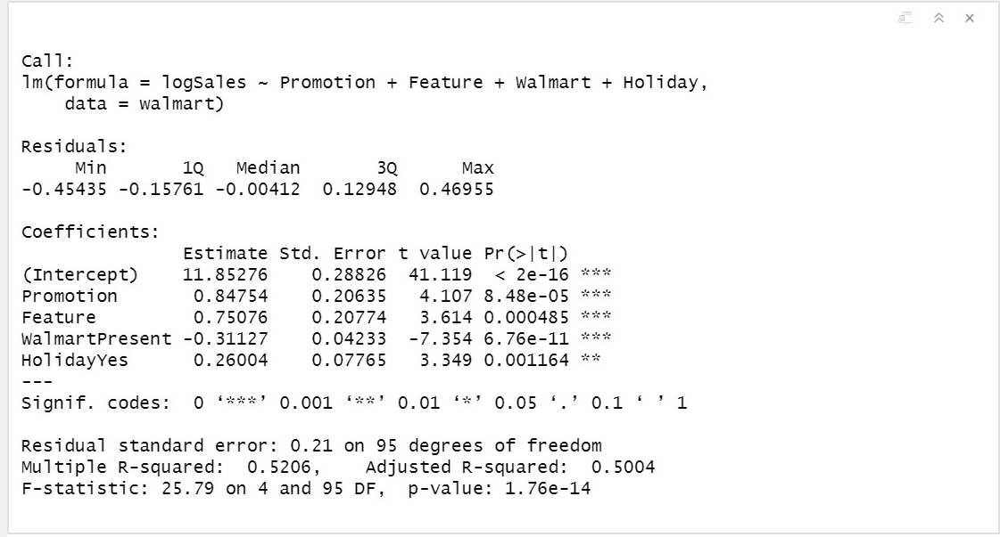 Call:
lm(formula = logSales ~ Promotion + Feature + Walmart + Holiday,
    data = walmart)

Residuals:
     Min       1Q   Median       3Q      Max
-0.45435 -0.15761 -0.00412  0.12948  0.46955

Coefficients:
               Estimate Std. Error t value Pr(>|t|)
(Intercept)    11.85276    0.28826  41.119  < 2e-16 ***
Promotion       0.84754    0.20635   4.107 8.48e-05 ***
Feature         0.75076    0.20774   3.614 0.000485 ***
WalmartPresent -0.31127    0.04233  -7.354 6.76e-11 ***
HolidayYes      0.26004    0.07765   3.349 0.001164 **
---
Signif. codes:  0 ‘***’ 0.001 ‘**’ 0.01 ‘*’ 0.05 ‘.’ 0.1 ‘ ’ 1

Residual standard error: 0.21 on 95 degrees of freedom
Multiple R-squared:  0.5206,    Adjusted R-squared:  0.5004
F-statistic: 25.79 on 4 and 95 DF,  p-value: 1.76e-14